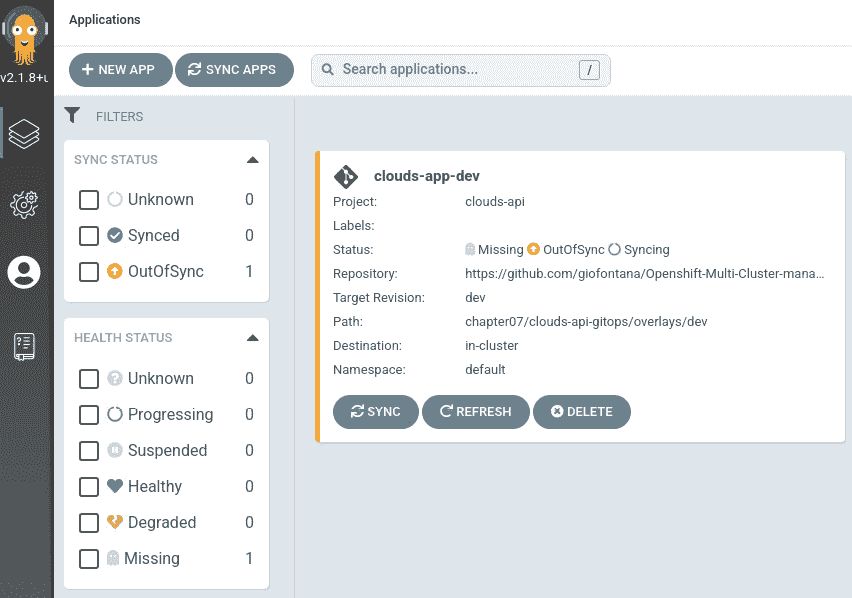 Applications
v2.1.8+u
NEW APP
SYNC APPS
Search applications...
/
FILTERS
SYNC STATUS
Unknown 0
Synced 0
OutOfSync 1
HEALTH STATUS
Unknown 0
Progressing 0
Suspended 0
Healthy 0
Degraded 0
Missing 1
clouds-app-dev
Project: clouds-api
Labels:
Status: Missing OutOfSync Syncing
Repository: https://github.com/giofontana/Openshift-Multi-Cluster-mana...
Target Revision: dev
Path: chapter07/clouds-api-gitops/overlays/dev
Destination: in-cluster
Namespace: default
SYNC
REFRESH
DELETE